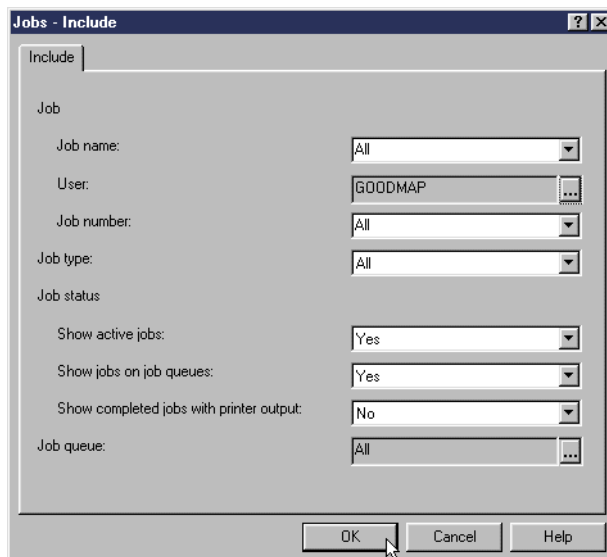 Jobs - Include
Include
Job
Job name: All
User: GOODMAP ...
Job number: All
Job type: All
Job status
Show active jobs: Yes
Show jobs on job queues: Yes
Show completed jobs with printer output: No
Job queue: All ...
OK Cancel Help